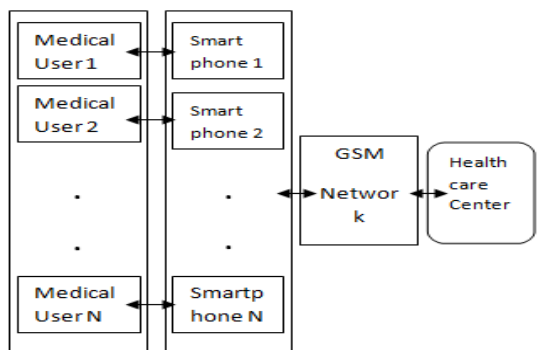 Medical
User 1
Smart
phone 1
Medical
User 2
Smart
phone 2
GSM
Networ
k
Health
care
Center
.
.
.
.
Medical
User N
Smartp
hone N